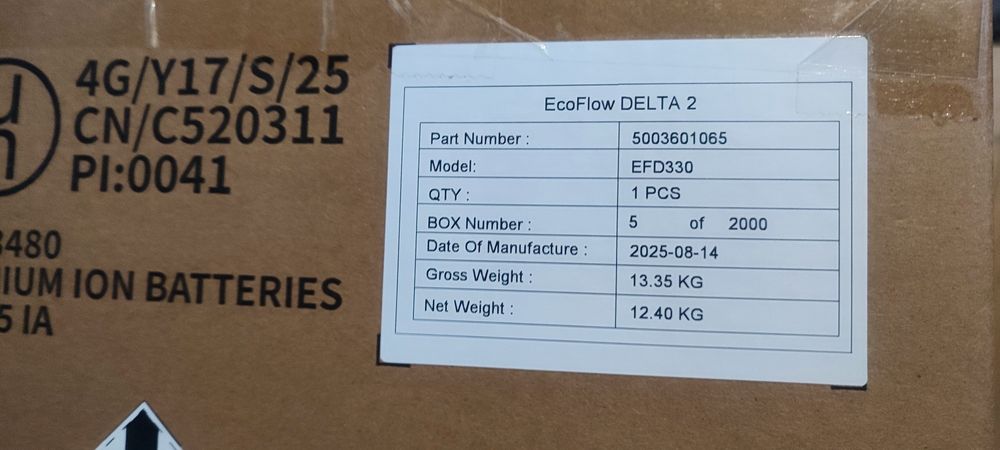 4G/Y17/S/25
CN/C520311
PI:0041
3480
IUM ION BATTERIES
5 IA
EcoFlow DELTA 2
Part Number : 5003601065
Model: EFD330
QTY : 1 PCS
BOX Number : 5 of 2000
Date Of Manufacture : 2025-08-14
Gross Weight : 13.35 KG
Net Weight : 12.40 KG